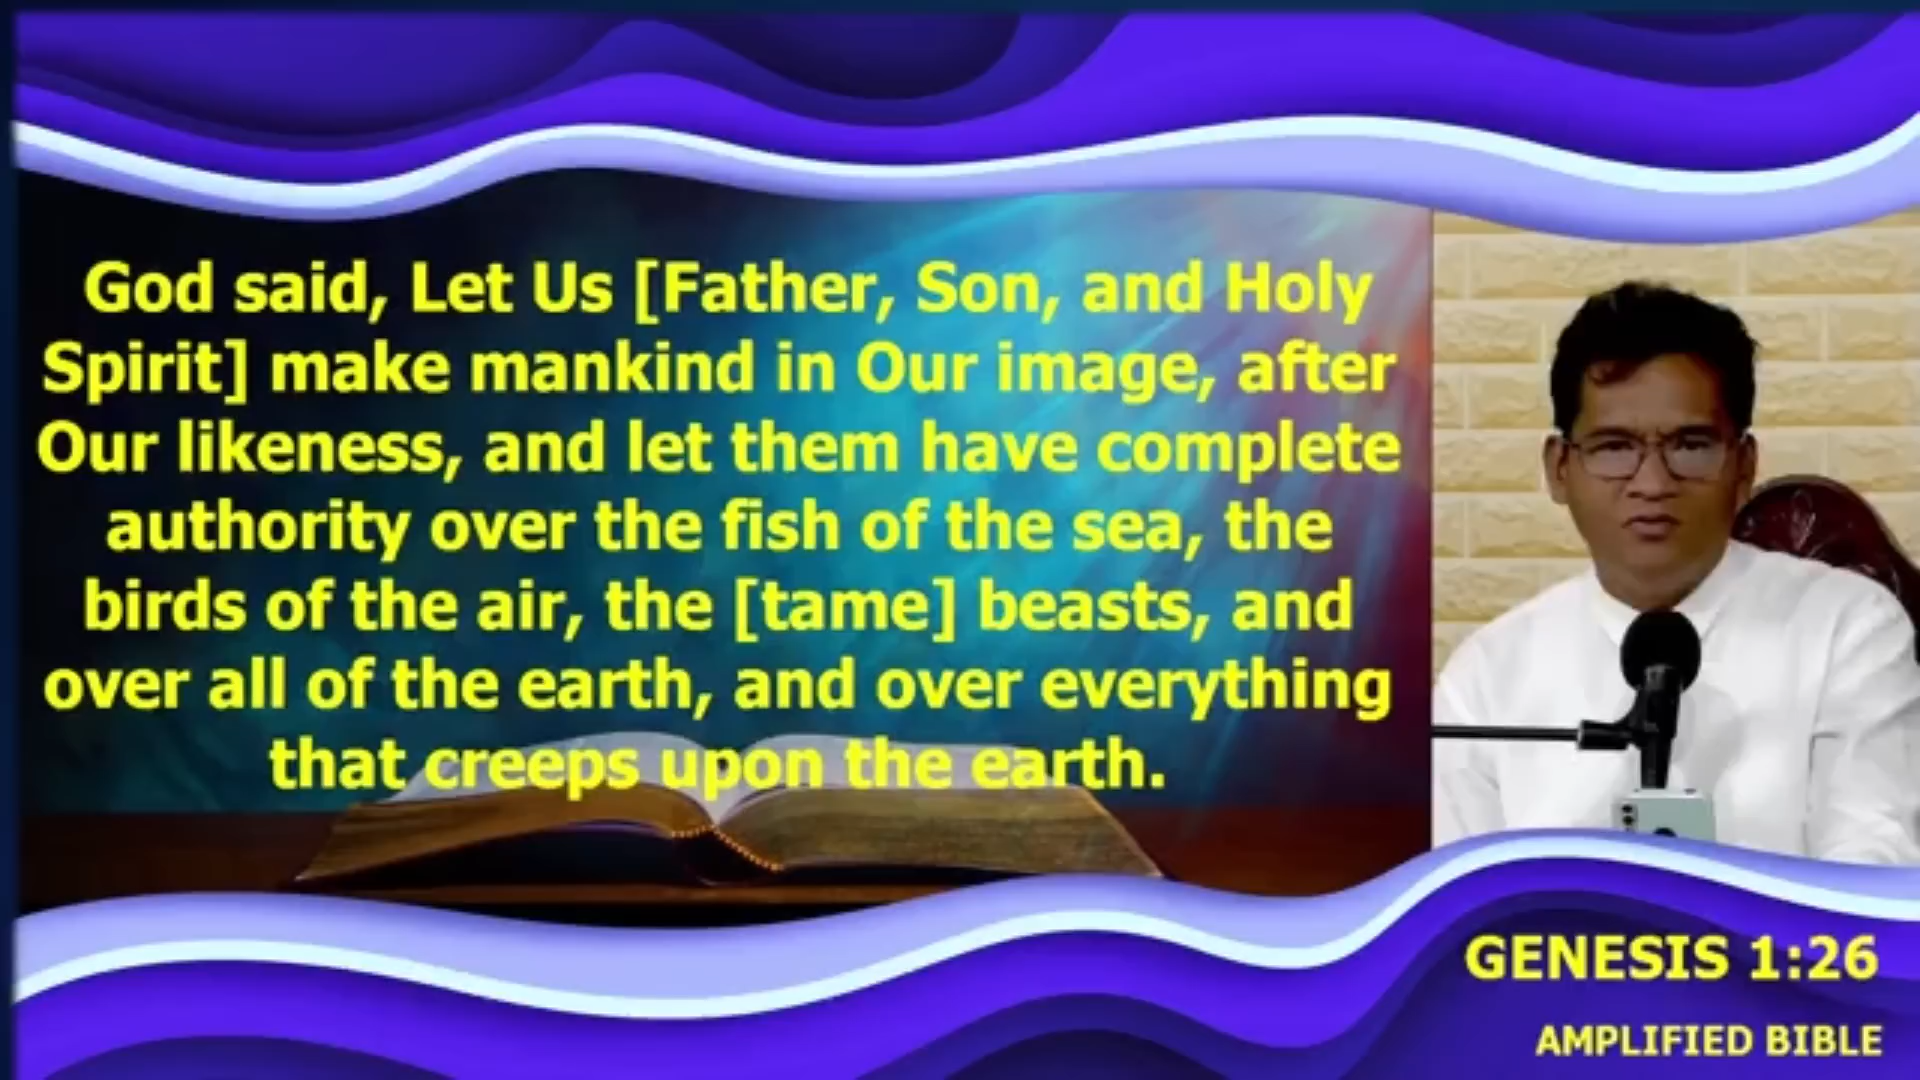 God said, Let Us [Father, Son, and Holy
Spirit] make mankind in Our image, after
Our likeness, and let them have complete
authority over the fish of the sea, the
birds of the air, the [tame] beasts, and
over all of the earth, and over everything
that creeps upon the earth.
GENESIS 1:26
AMPLIFIED BIBLE